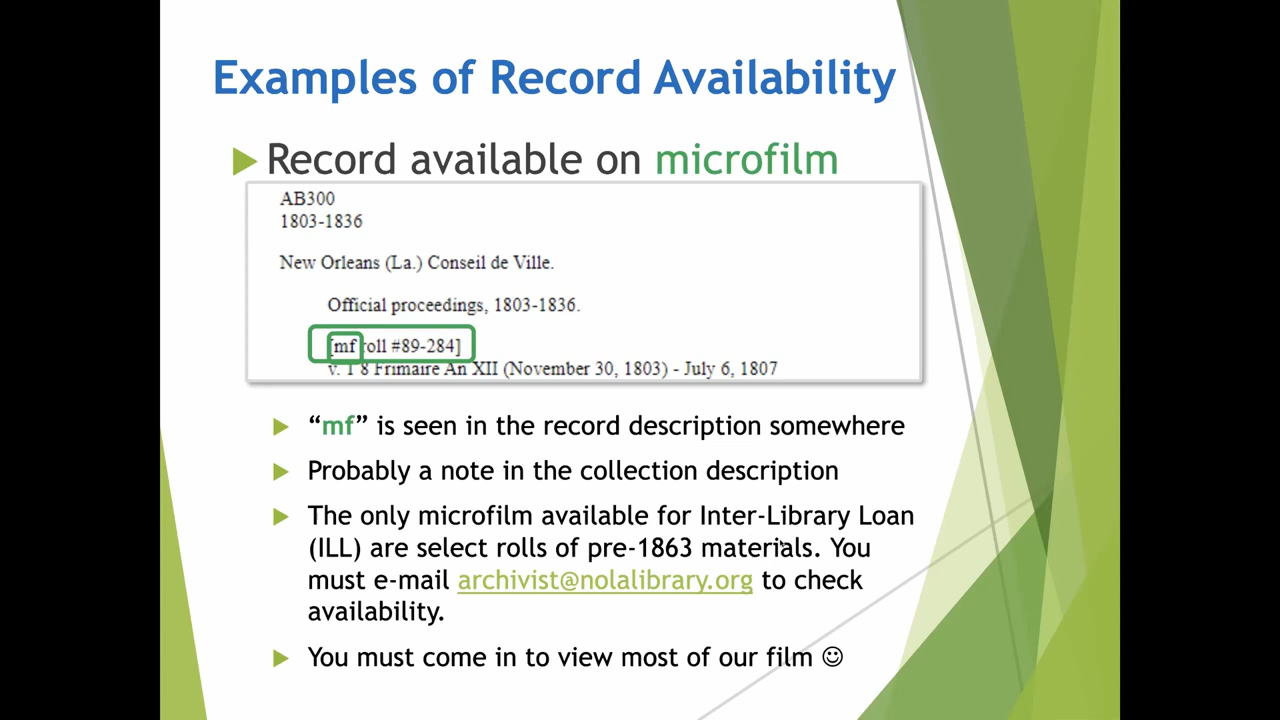 Examples of Record Availability
Record available on microfilm
AB300
1803-1836
New Orleans (La.) Conseil de Ville.
Official proceedings, 1803-1836.
[mf roll #89-284]
v. 1 8 Frimaire An XII (November 30, 1803) - July 6, 1807
“mf” is seen in the record description somewhere
Probably a note in the collection description
The only microfilm available for Inter-Library Loan
(ILL) are select rolls of pre-1863 materials. You
must e-mail archivist@nolalibrary.org to check
availability.
You must come in to view most of our film ☺